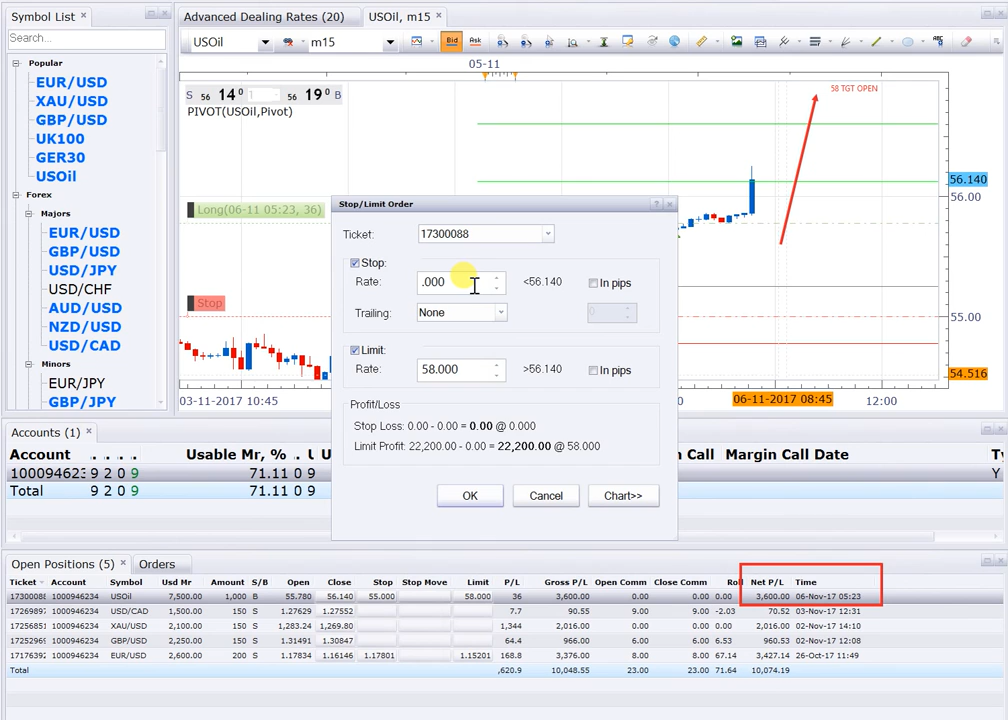 Symbol List ×
Search...
Popular
EUR/USD
XAU/USD
GBP/USD
UK100
GER30
USOil
Forex
Majors
EUR/USD
GBP/USD
USD/JPY
USD/CHF
AUD/USD
NZD/USD
USD/CAD
Minors
EUR/JPY
GBP/JPY
Advanced Dealing Rates (20) USOil, m15 ×
USOil m15 Bid Ask
05-11
S 56 14⁰ 56 19⁰ B
PIVOT(USOil,Pivot)
58 TGT OPEN
56.140
56.00
Long(06-11 05:23, 36)
Stop
55.00
54.516
03-11-2017 10:45 06-11-2017 08:45 12:00
Stop/Limit Order
Ticket: 17300088
Stop:
Rate: .000 <56.140 In pips
Trailing: None 0
Limit:
Rate: 58.000 >56.140 In pips
Profit/Loss
Stop Loss: 0.00 - 0.00 = 0.00 @ 0.000
Limit Profit: 22,200.00 - 0.00 = 22,200.00 @ 58.000
OK Cancel Chart>>
Accounts (1) ×
Account Usable Mr, % Call Margin Call Date
71.11 Y
Total 9 2 0 9 71.11 0 9
Open Positions (5) × Orders
Ticket Account Symbol Usd Mr Amount S/B Open Close Stop Stop Move Limit P/L Gross P/L Open Comm Close Comm Net P/L Time
17300088 1000946234 USOil 7,500.00 1,000 B 55.780 56.140 55.000 58.000 36 3,600.00 0.00 0.00 0.00 3,600.00 06-Nov-17 05:23
1000946234 USD/CAD 1,500.00 150 S 1.27629 1.27552 7.7 90.55 9.00 9.00 -2.03 70.52 03-Nov-17 12:31
1000946234 XAU/USD 1,500.00 150 S 1,283.24 1,269.80 1,344 2,016.00 0.00 0.00 0.00 2,016.00 02-Nov-17 14:10
1000946234 GBP/USD 2,250.00 150 S 1.31491 1.30847 64.4 966.00 6.00 6.00 6.53 960.53 02-Nov-17 12:08
1000946234 EUR/USD 2,600.00 200 S 1.17834 1.16146 1.17801 1.15201 168.8 3,376.00 8.00 8.00 67.14 3,427.14 26-Oct-17 11:49
Total ,620.9 10,048.55 23.00 23.00 71.64 10,074.19